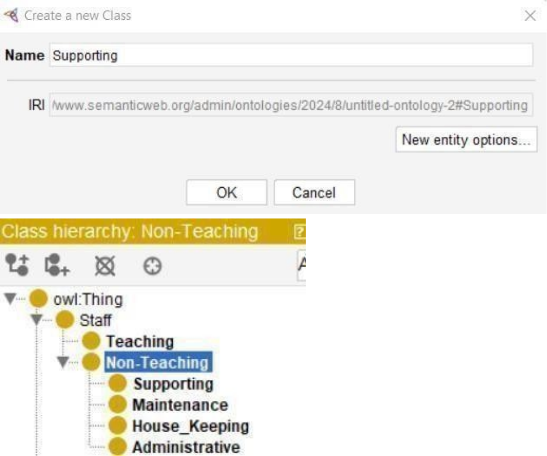 Create a new Class
Name Supporting
IRI /www.semanticweb.org/admin/ontologies/2024/8/untitled-ontology-2#Supporting
New entity options...
OK Cancel
Class hierarchy: Non-Teaching
owl:Thing
Staff
Teaching
Non-Teaching
Supporting
Maintenance
House_Keeping
Administrative